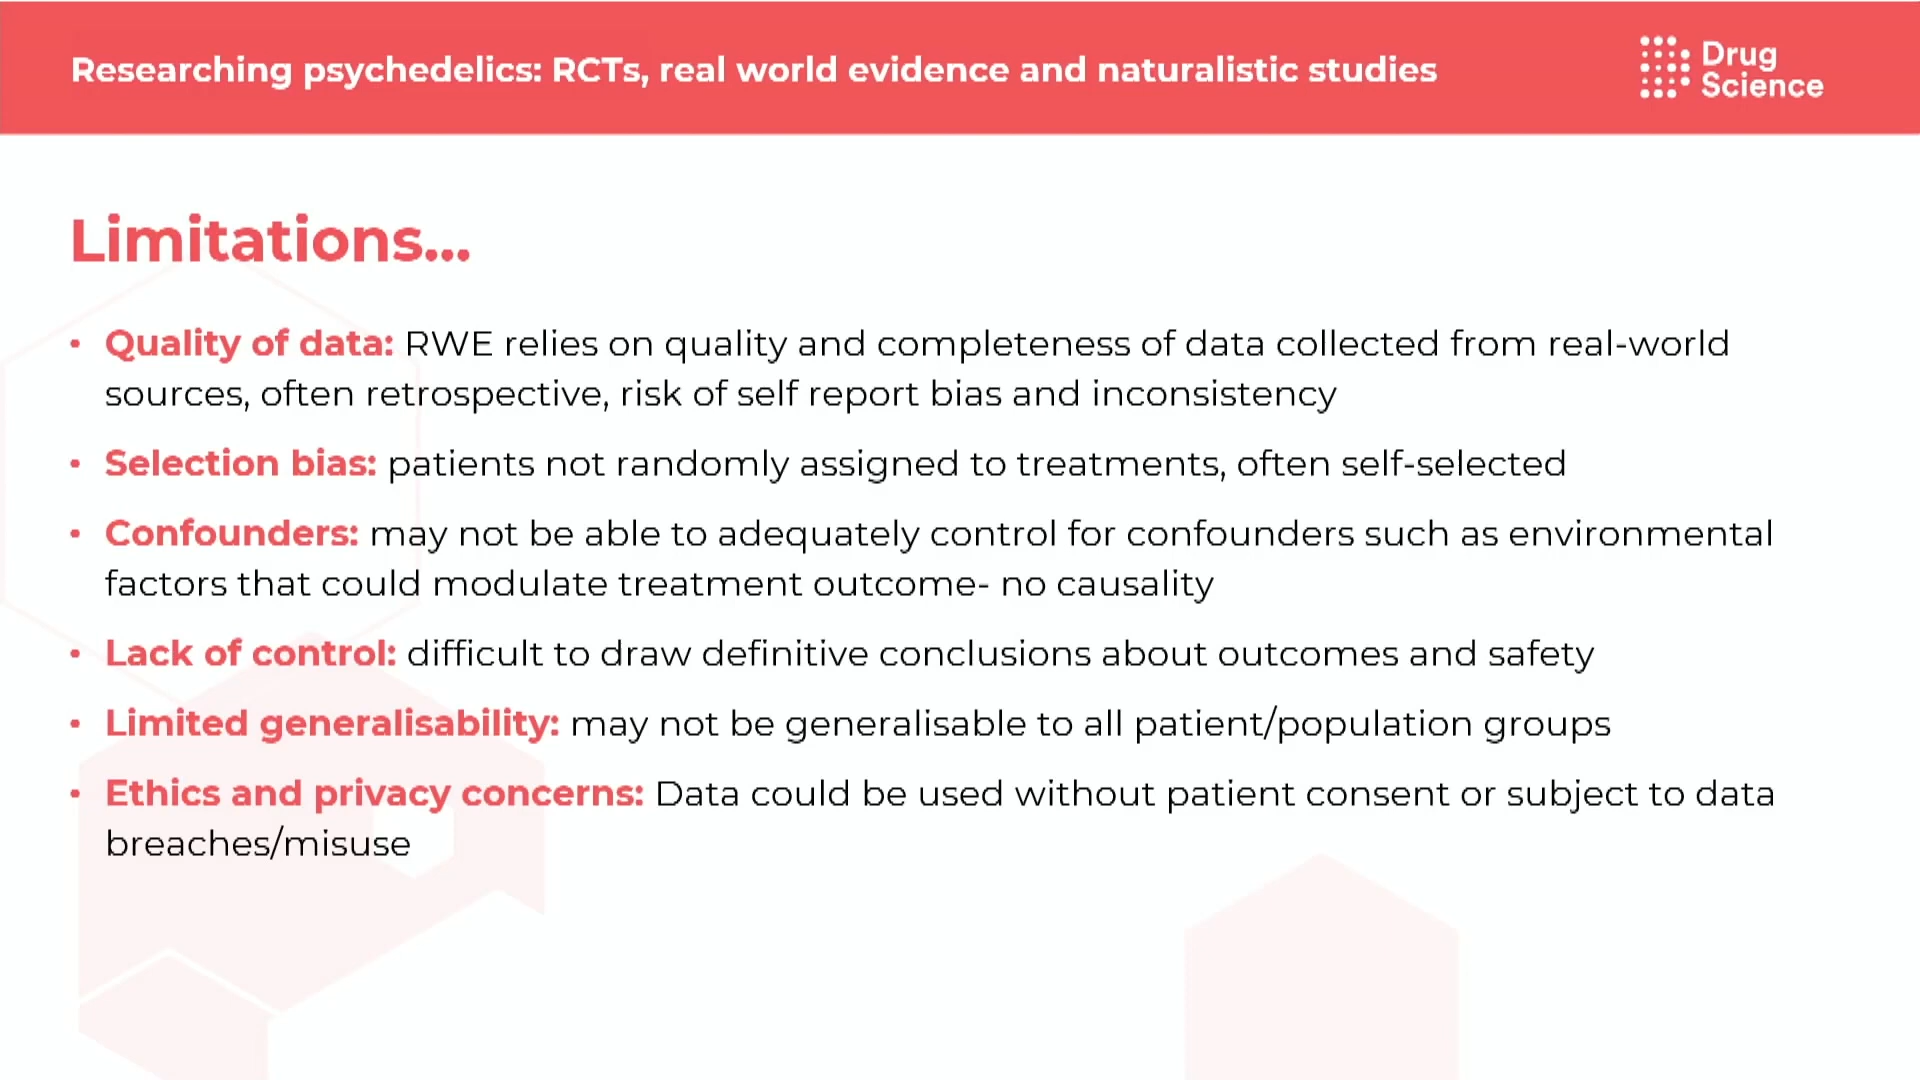 Researching psychedelics: RCTs, real world evidence and naturalistic studies
Drug
Science
Limitations...
• Quality of data: RWE relies on quality and completeness of data collected from real-world
sources, often retrospective, risk of self report bias and inconsistency
• Selection bias: patients not randomly assigned to treatments, often self-selected
• Confounders: may not be able to adequately control for confounders such as environmental
factors that could modulate treatment outcome- no causality
• Lack of control: difficult to draw definitive conclusions about outcomes and safety
• Limited generalisability: may not be generalisable to all patient/population groups
• Ethics and privacy concerns: Data could be used without patient consent or subject to data
breaches/misuse